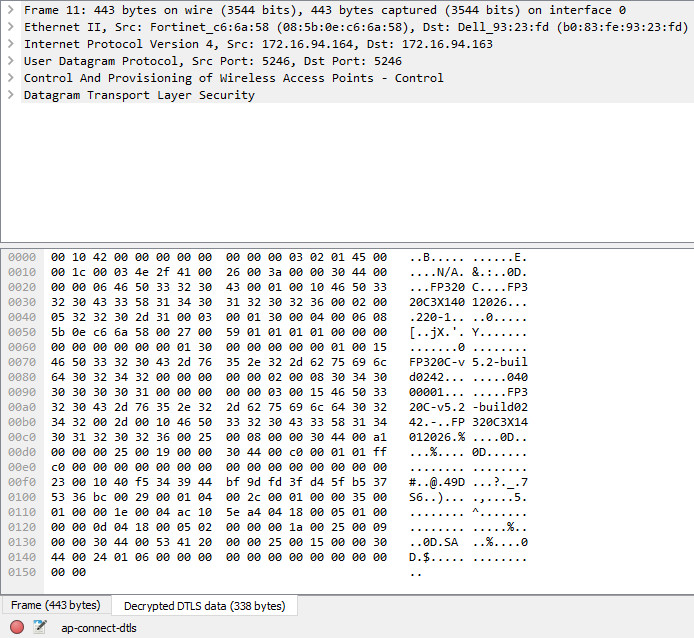 Frame 11: 443 bytes on wire (3544 bits), 443 bytes captured (3544 bits) on interface 0
Ethernet II, Src: Fortinet_c6:6a:58 (08:5b:0e:c6:6a:58), Dst: Dell_93:23:fd (b0:83:fe:93:23:fd)
Internet Protocol Version 4, Src: 172.16.94.164, Dst: 172.16.94.163
User Datagram Protocol, Src Port: 5246, Dst Port: 5246
Control And Provisioning of Wireless Access Points - Control
Datagram Transport Layer Security
0000 00 10 42 00 00 00 00 00 00 00 00 03 02 01 45 00 ..B..... ......E.
0010 00 1c 00 03 4e 2f 41 00 26 00 3a 00 00 30 44 00 ....N/A. &.:..0D.
0020 00 00 06 46 50 33 32 30 43 00 01 00 10 46 50 33 ...FP320 C....FP3
0030 32 30 43 33 58 31 34 30 31 32 30 32 36 00 02 00 20C3X140 12026...
0040 05 32 32 30 2d 31 00 03 00 01 30 00 04 00 06 08 .220-1.. ..0.....
0050 5b 0e c6 6a 58 00 27 00 59 01 01 01 01 00 00 00 [..jX.'. Y.......
0060 00 00 00 00 00 01 30 00 00 00 00 00 00 01 00 15 ......0 ........
0070 46 50 33 32 30 43 2d 76 35 2e 32 2d 62 75 69 6c FP320C-v 5.2-buil
0080 64 30 32 34 32 00 00 00 00 00 02 00 08 30 34 30 d0242... .....040
0090 30 30 30 30 31 00 00 00 00 00 03 00 15 46 50 33 00001... .....FP3
00a0 32 30 43 2d 76 35 2e 32 2d 62 75 69 6c 64 30 32 20C-v5.2 -build02
00b0 34 32 00 2d 00 10 46 50 33 32 30 43 33 58 31 34 42.-..FP 320C3X14
00c0 30 31 32 30 32 36 00 25 00 08 00 00 30 44 00 a1 012026.% ....0D..
00d0 00 00 00 25 00 19 00 00 30 44 00 c0 00 01 01 ff ...%.... 0D......
00e0 c0 00 00 00 00 00 00 00 00 00 00 00 00 00 00 00 ........ ........
00f0 23 00 10 40 f5 34 39 44 bf 9d fd 3f d4 5f b5 37 #..@.49D ...?._.7
0100 53 36 bc 00 29 00 01 04 00 2c 00 01 00 00 35 00 S6..)... .,....5.
0110 01 00 00 1e 00 04 ac 10 5e a4 04 18 00 05 01 00 ........ ^.......
0120 00 00 0d 04 18 00 05 02 00 00 00 1a 00 25 00 09 ........ .....%..
0130 00 00 30 44 00 53 41 20 00 00 25 00 15 00 00 30 ..0D.SA ..%....0
0140 44 00 24 01 06 00 00 00 00 00 00 00 00 00 00 00 D.$..... ........
0150 00 00 ..
Frame (443 bytes)
Decrypted DTLS data (338 bytes)
ap-connect-dtls